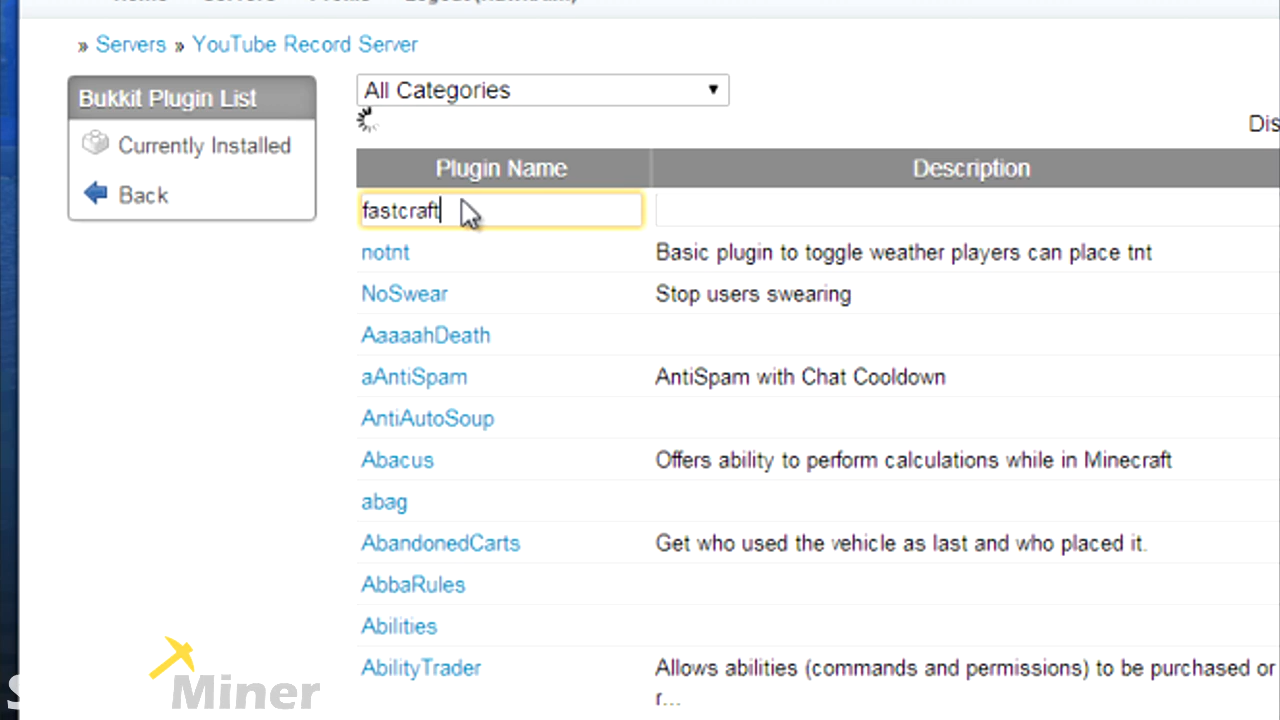 » Servers » YouTube Record Server
Bukkit Plugin List
Currently Installed
Back
All Categories
Dis
Plugin Name Description
fastcraft
notnt Basic plugin to toggle weather players can place tnt
NoSwear Stop users swearing
AaaaahDeath
aAntiSpam AntiSpam with Chat Cooldown
AntiAutoSoup
Abacus Offers ability to perform calculations while in Minecraft
abag
AbandonedCarts Get who used the vehicle as last and who placed it.
AbbaRules
Abilities
AbilityTrader Allows abilities (commands and permissions) to be purchased or
r...
Miner